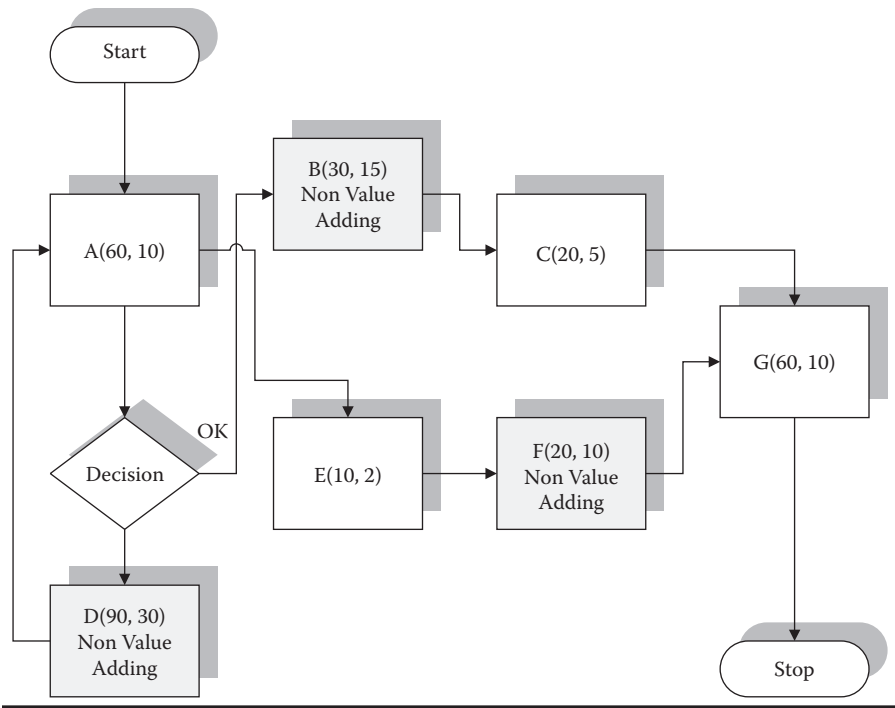 Start
B(30, 15)
Non Value
Adding
A(60, 10)
C(20, 5)
G(60, 10)
OK
Decision
E(10, 2)
F(20, 10)
Non Value
Adding
D(90, 30)
Non Value
Adding
Stop